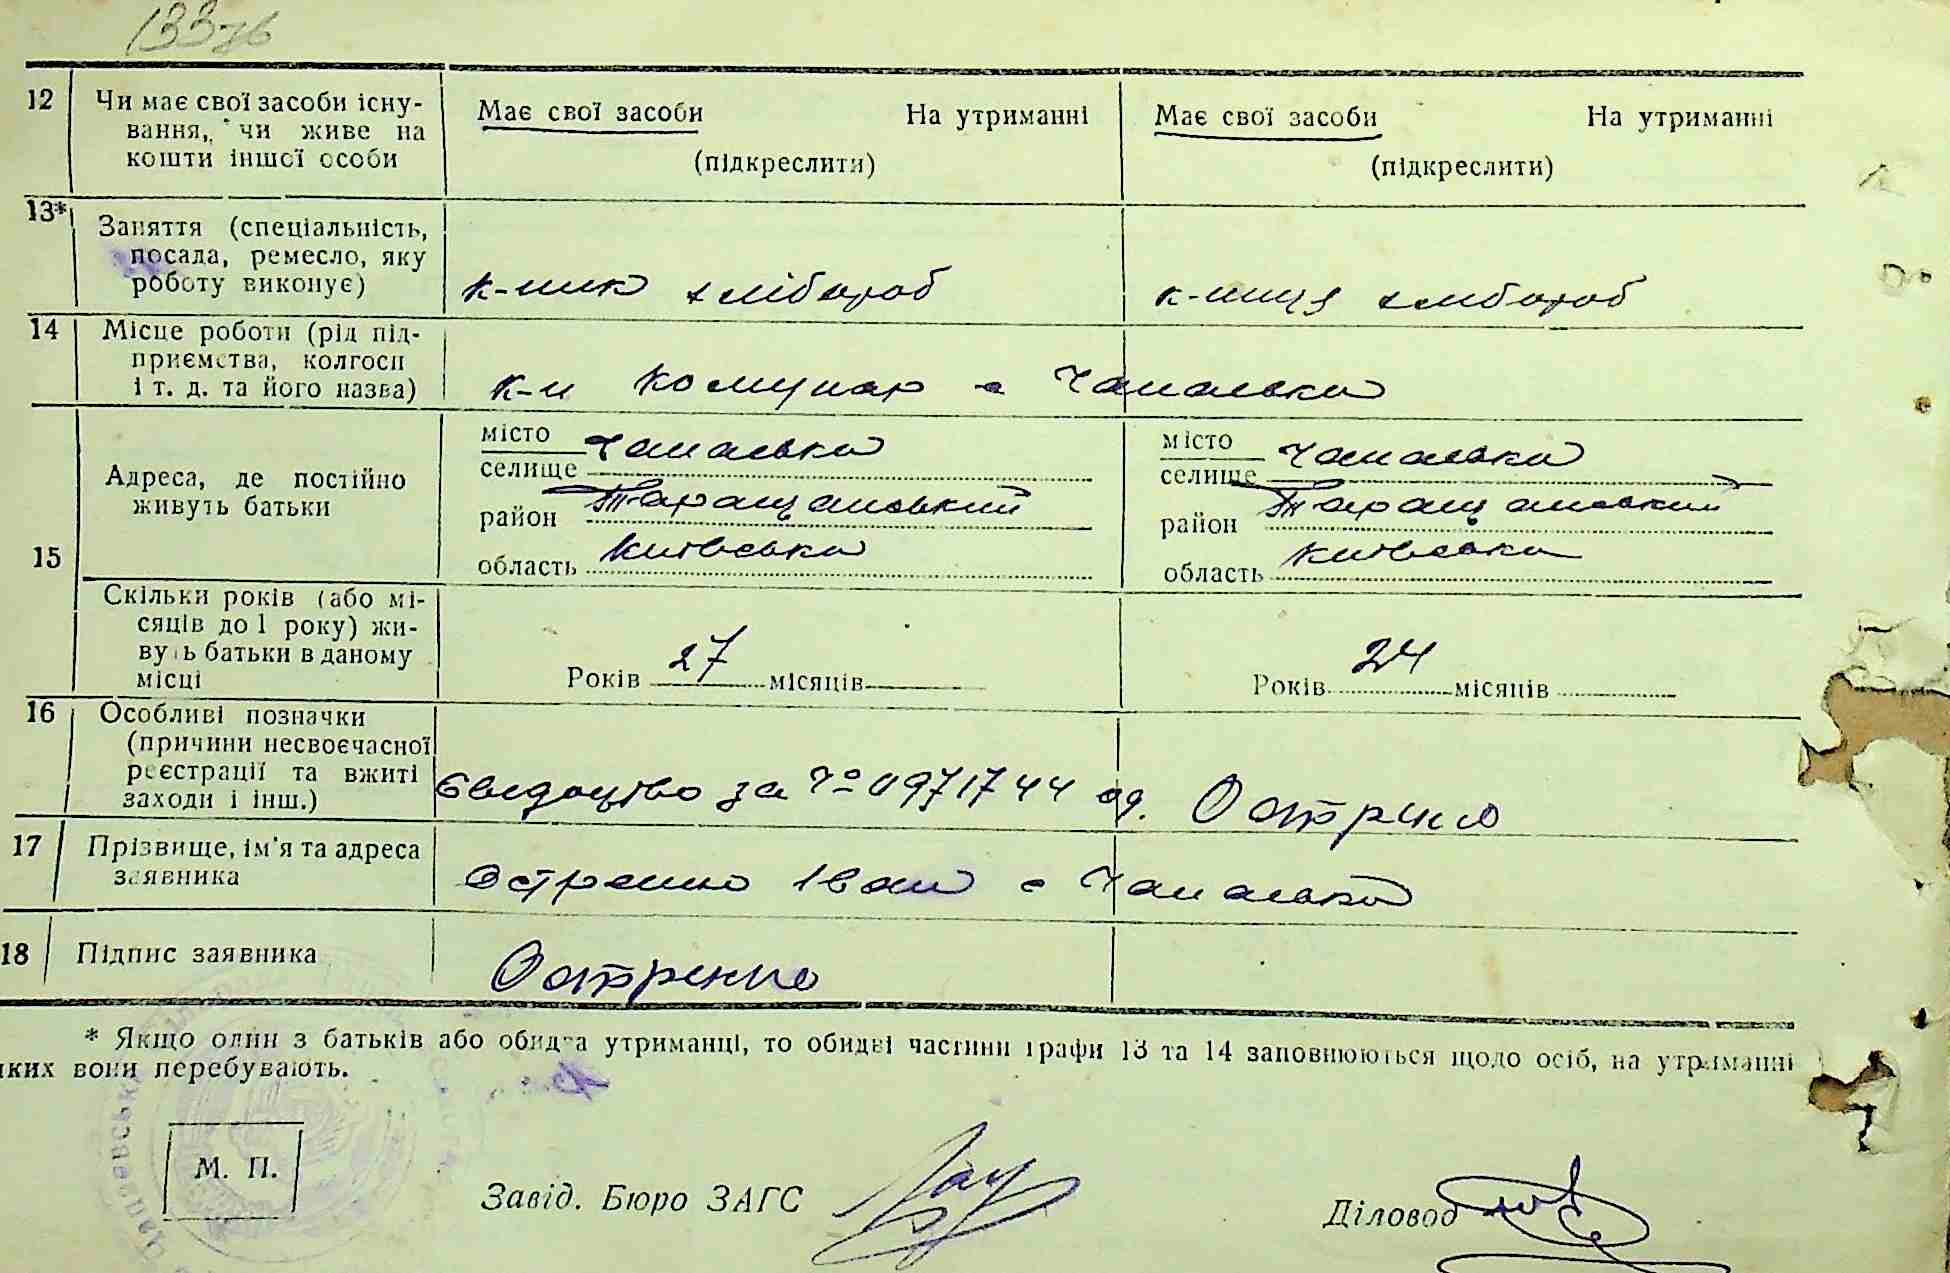 133
12 Чи має свої засоби існу-
вання, чи живе на
кошти іншої особи
Має свої засоби На утриманні
(підкреслити)
Має свої засоби На утриманні
(підкреслити)
13* Заняття (спеціальність,
посада, ремесло, яку
роботу виконує)
к-ник хлібороб
к-ниця хлібороб
14 Місце роботи (рід під-
приємства, колгосп
і т. д. та його назва)
к-п Комунар с Чапаєвка
15
Адреса, де постійно
живуть батьки
місто
селище Чапаєвка
район Таращанський
область Київська
місто
селище Чапаєвка
район Таращанський
область Київська
Скільки років (або мі-
сяців до 1 року) жи-
вуть батьки в даному
місці
Років 27 місяців
Років 24 місяців
16 Особливі позначки
(причини несвоєчасної
реєстрації та вжиті
заходи і інш.)
Свідоцтво за № 0971744 од.
17 Прізвище, ім'я та адреса
заявника
Іван с Чапаєвка
18 Підпис заявника
* Якщо один з батьків або обидва утриманці, то обидві частини графи 13 та 14 заповнюються щодо осіб, на утриманні
яких вони перебувають.
М. П.
Завід. Бюро ЗАГС
Діловод